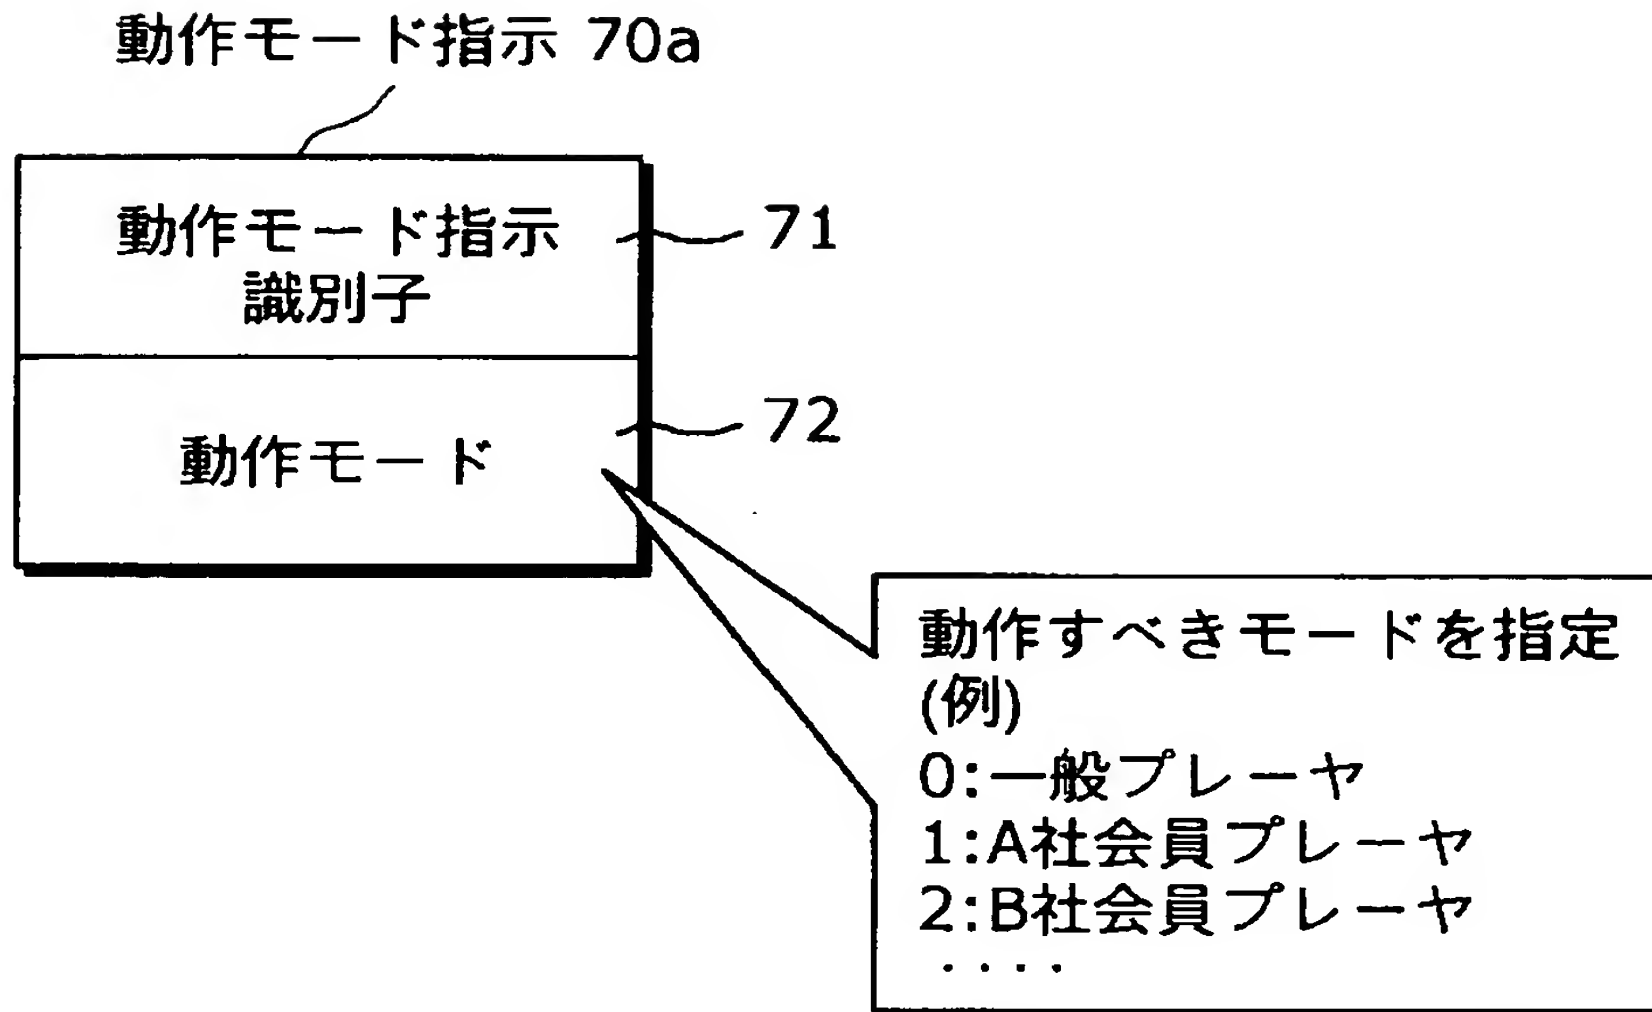 動作モード指示 70a
動作モード指示
識別子
71
動作モード
72
動作すべきモードを指定
(例)
0:一般プレーヤ
1:A社会員プレーヤ
2:B社会員プレーヤ
....